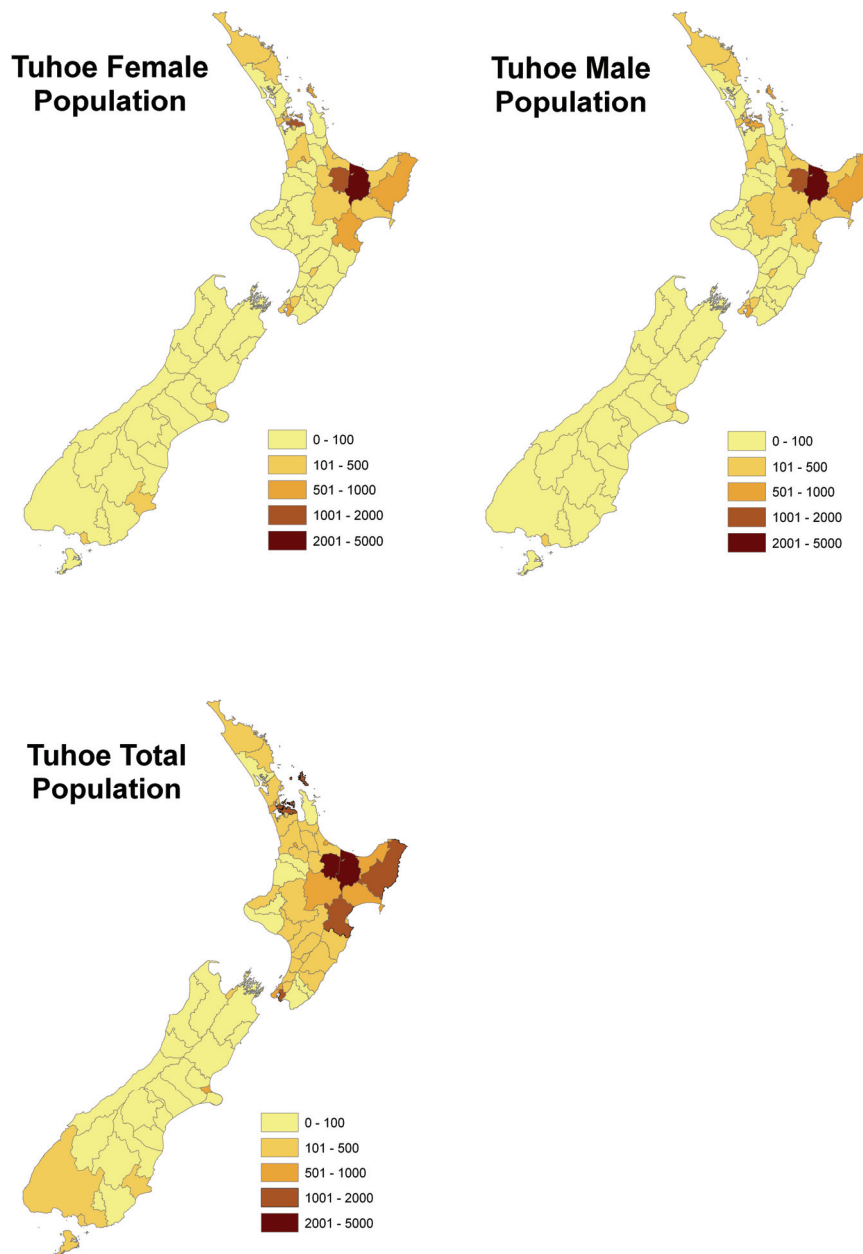 Tuhoe Female
Population
0 - 100
101 - 500
501 - 1000
1001 - 2000
2001 - 5000
Tuhoe Male
Population
0 - 100
101 - 500
501 - 1000
1001 - 2000
2001 - 5000
Tuhoe Total
Population
0 - 100
101 - 500
501 - 1000
1001 - 2000
2001 - 5000